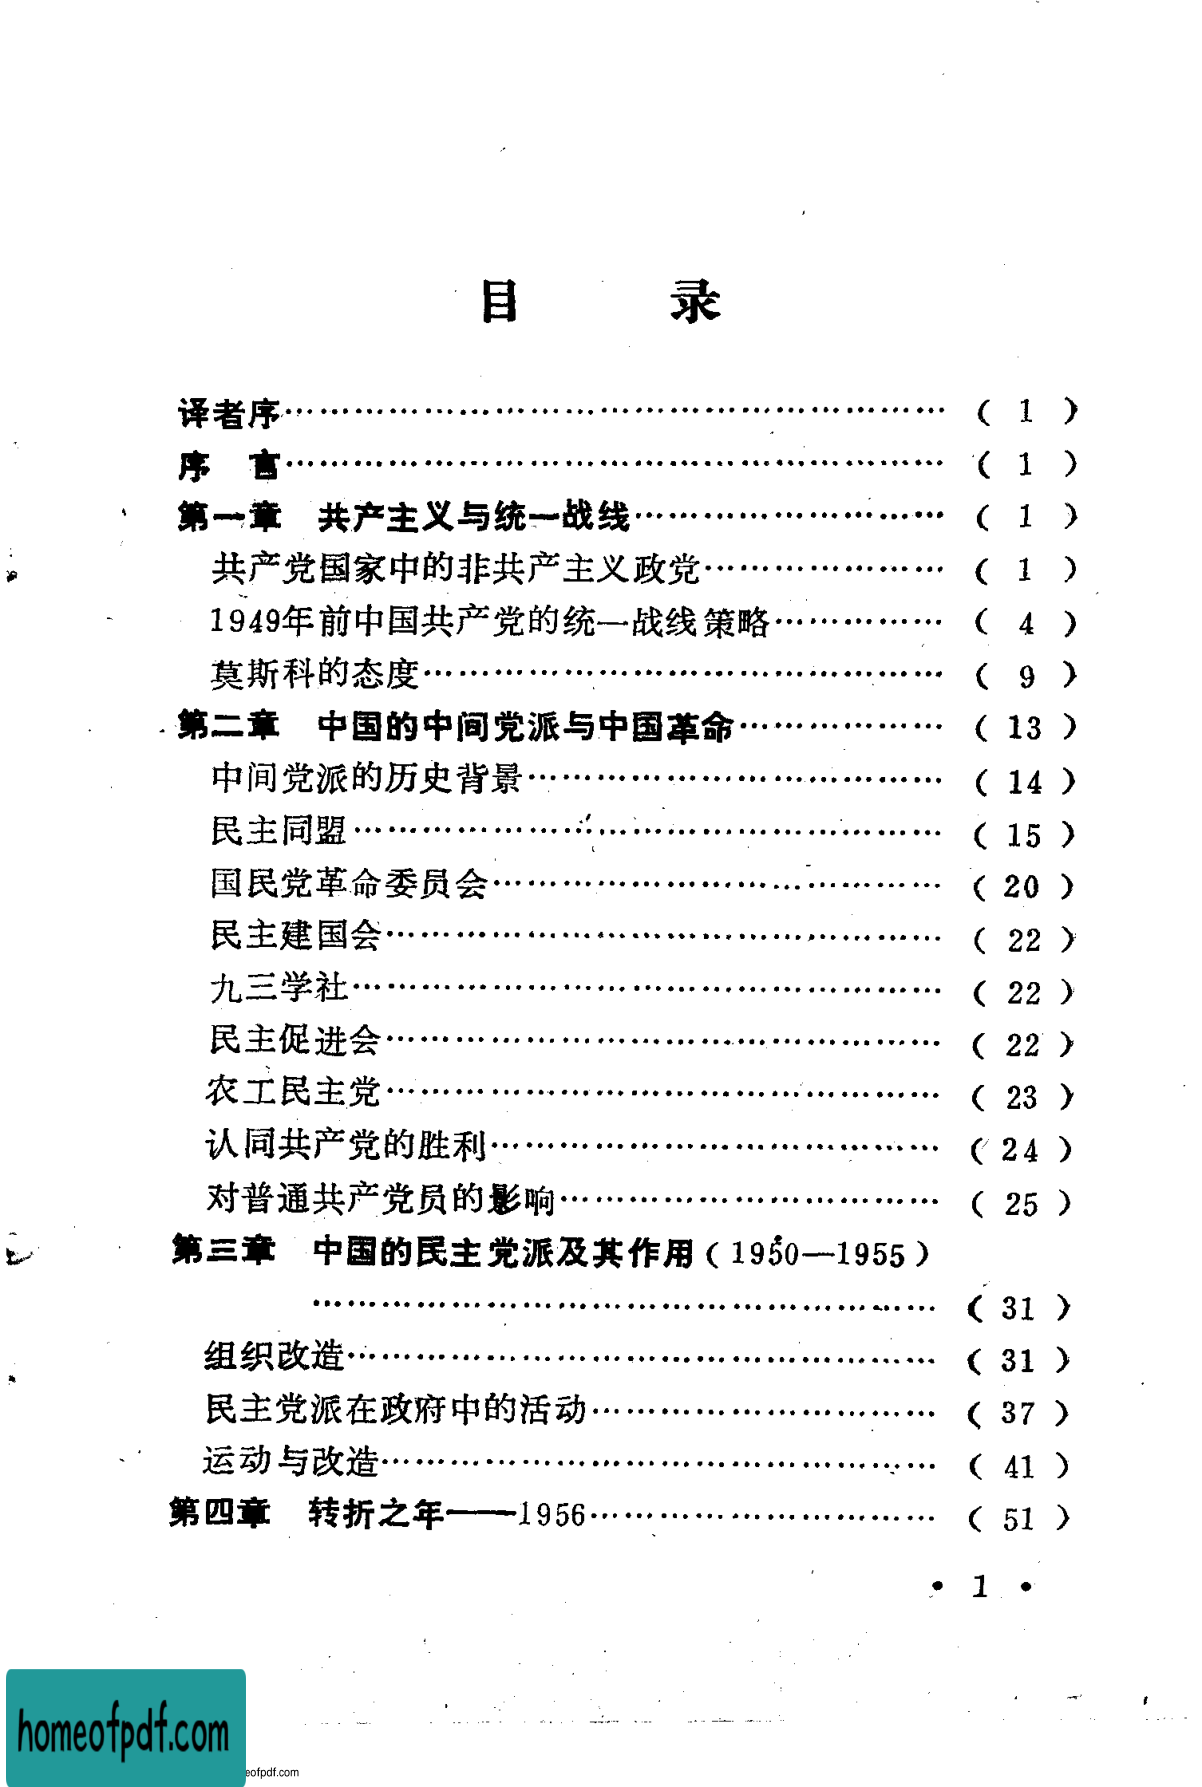 目 录
译者序……………………………………………………( 1 )
序 言……………………………………………………( 1 )
第一章 共产主义与统一战线…………………………( 1 )
共产党国家中的非共产主义政党……………………( 1 )
1949年前中国共产党的统一战线策略………………( 4 )
莫斯科的态度…………………………………………( 9 )
第二章 中国的中间党派与中国革命…………………( 13 )
中间党派的历史背景…………………………………( 14 )
民主同盟………………………………………………( 15 )
国民党革命委员会……………………………………( 20 )
民主建国会……………………………………………( 22 )
九三学社………………………………………………( 22 )
民主促进会……………………………………………( 22 )
农工民主党……………………………………………( 23 )
认同共产党的胜利……………………………………( 24 )
对普通共产党员的影响………………………………( 25 )
第三章 中国的民主党派及其作用(1950—1955)
…………………………………………………( 31 )
组织改造………………………………………………( 31 )
民主党派在政府中的活动……………………………( 37 )
运动与改造……………………………………………( 41 )
第四章 转折之年——1956……………………………( 51 )
• 1 •
homeofpdf.com
eofpdf.com